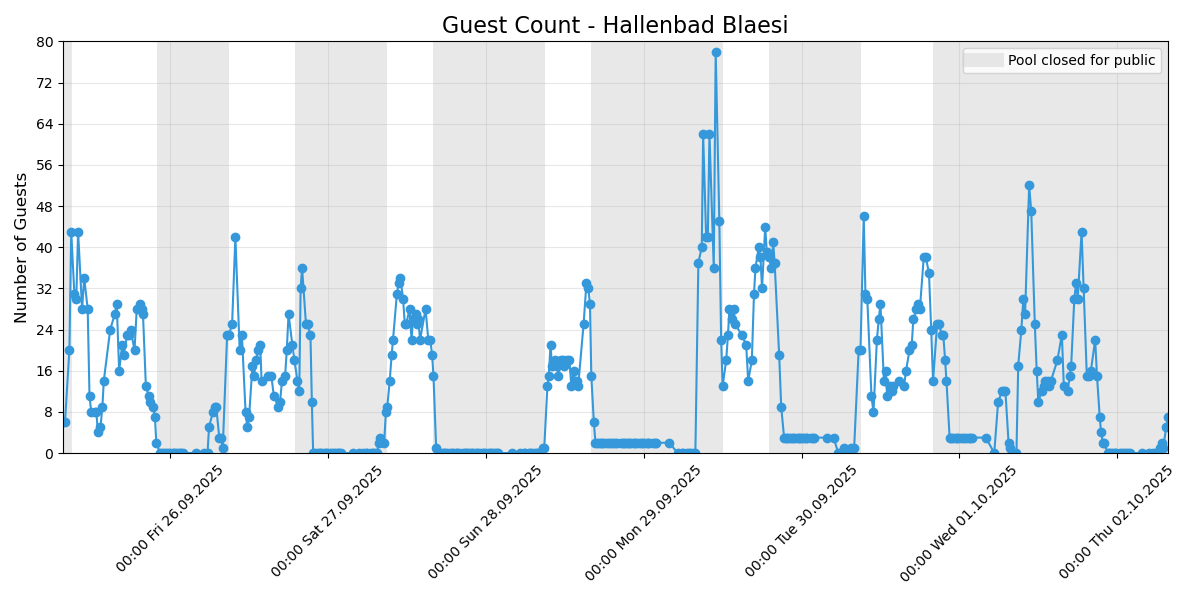 Guest Count - Hallenbad Blaesi
Number of Guests
80
72
64
56
48
40
32
24
16
8
0
Pool closed for public
00:00 Fri 26.09.2025
00:00 Sat 27.09.2025
00:00 Sun 28.09.2025
00:00 Mon 29.09.2025
00:00 Tue 30.09.2025
00:00 Wed 01.10.2025
00:00 Thu 02.10.2025